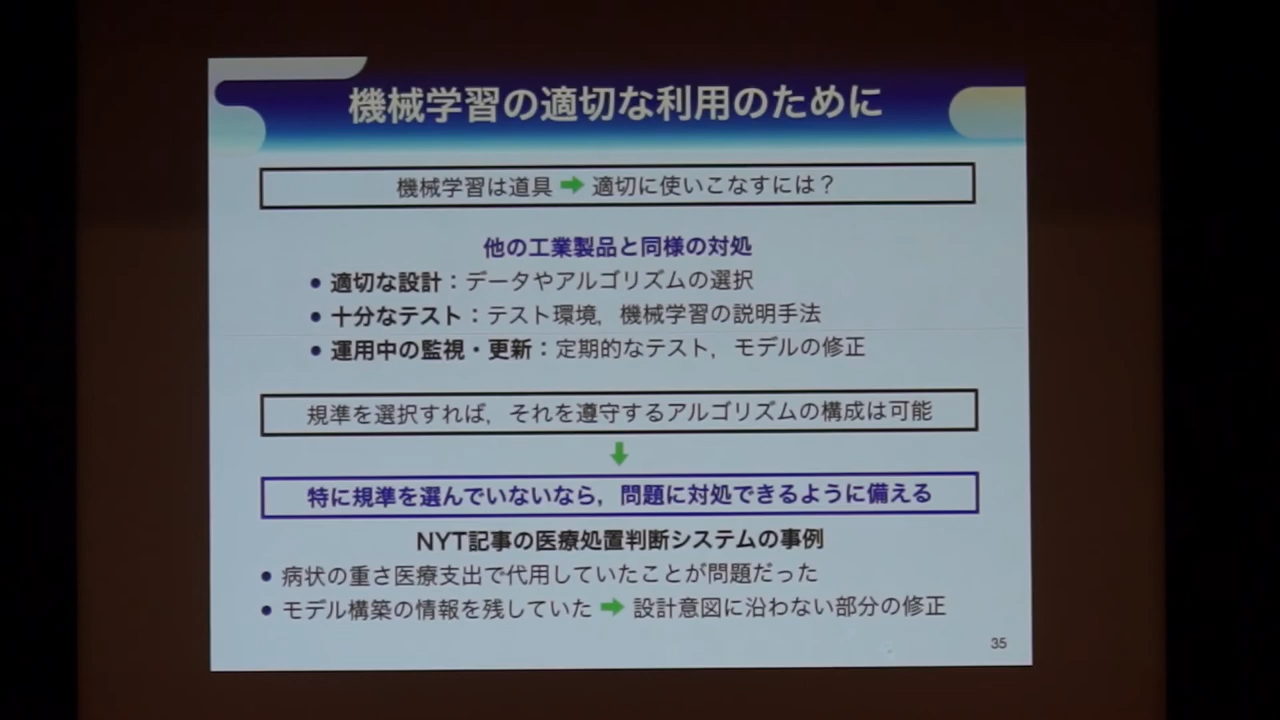 機械学習の適切な利用のために
機械学習は道具 ➡ 適切に使いこなすには？
他の工業製品と同様の対処
● 適切な設計：データやアルゴリズムの選択
● 十分なテスト：テスト環境，機械学習の説明手法
● 運用中の監視・更新：定期的なテスト，モデルの修正
規準を選択すれば，それを遵守するアルゴリズムの構成は可能
⬇
特に規準を選んでいないなら，問題に対処できるように備える
NYT記事の医療処置判断システムの事例
● 病状の重さ医療支出で代用していたことが問題だった
● モデル構築の情報を残していた ➡ 設計意図に沿わない部分の修正
35